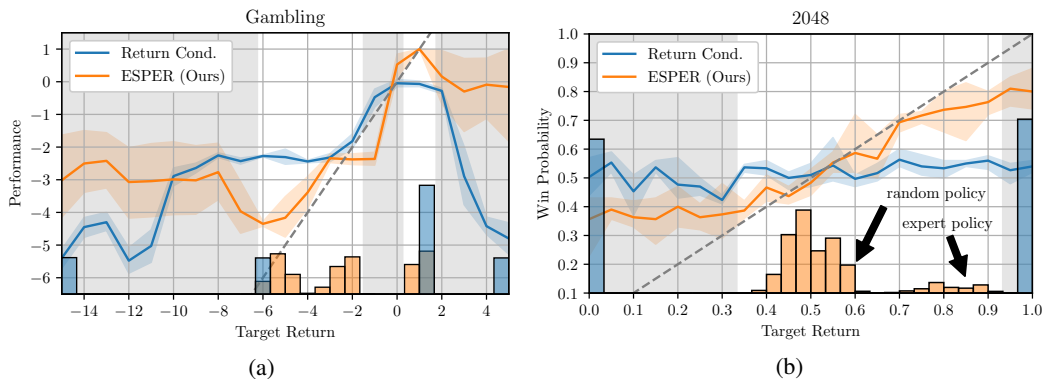 Gambling
Return Cond.
ESPER (Ours)
1
0
−1
−2
−3
−4
−5
−6
Performance
−14 −12 −10 −8 −6 −4 −2 0 2 4
Target Return
(a)
2048
Return Cond.
ESPER (Ours)
1.0
0.9
0.8
0.7
0.6
0.5
0.4
0.3
0.2
0.1
Win Probability
random policy
expert policy
0.0 0.1 0.2 0.3 0.4 0.5 0.6 0.7 0.8 0.9 1.0
Target Return
(b)